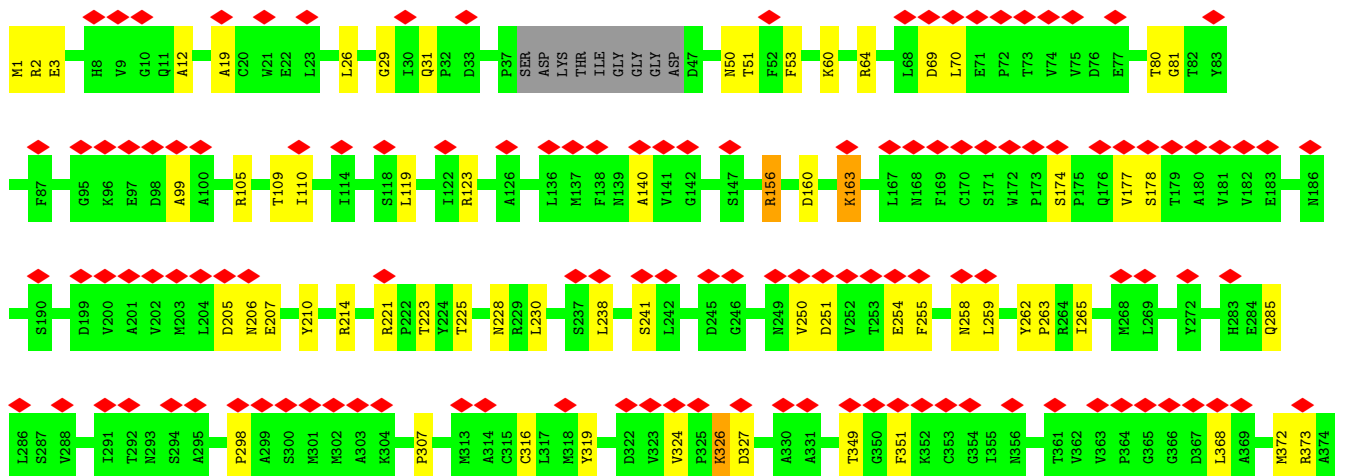 M1 R2 E3 H8 V9 G10 Q11 A12 A19 C20 W21 E22 L23 L26 G29 I30 Q31 P32 D33 P37 SER ASP LYS THR ILE GLY GLY GLY ASP D47 N50 T51 F52 F53 K60 R64 L68 D69 L70 E71 P72 T73 V74 V75 D76 E77 T80 G81 T82 Y83
F87 G95 K96 E97 D98 A99 A100 R105 T109 I110 I114 S118 L119 I122 R123 A126 L136 M137 F138 N139 A140 V141 G142 S147 R156 D160 K163 L167 N168 F169 C170 S171 W172 P173 S174 P175 Q176 V177 S178 T179 A180 V181 V182 E183 N186
S190 D199 V200 A201 V202 M203 L204 D205 N206 E207 Y210 R214 R221 P222 T223 Y224 T225 N228 R229 L230 S237 L238 S241 L242 D245 G246 N249 V250 D251 V252 T253 E254 F255 N258 L259 Y262 P263 R264 I265 M268 L269 Y272 H283 E284 Q285
L286 S287 V288 I291 T292 N293 S294 A295 P298 A299 S300 M301 M302 A303 K304 P307 M313 A314 C315 C316 L317 M318 Y319 D322 V323 V324 P325 K326 D327 A330 A331 T349 G350 F351 K352 C353 G354 I355 N356 T361 V362 V363 P364 G365 G366 D367 L368 A369 M372 R373 A374